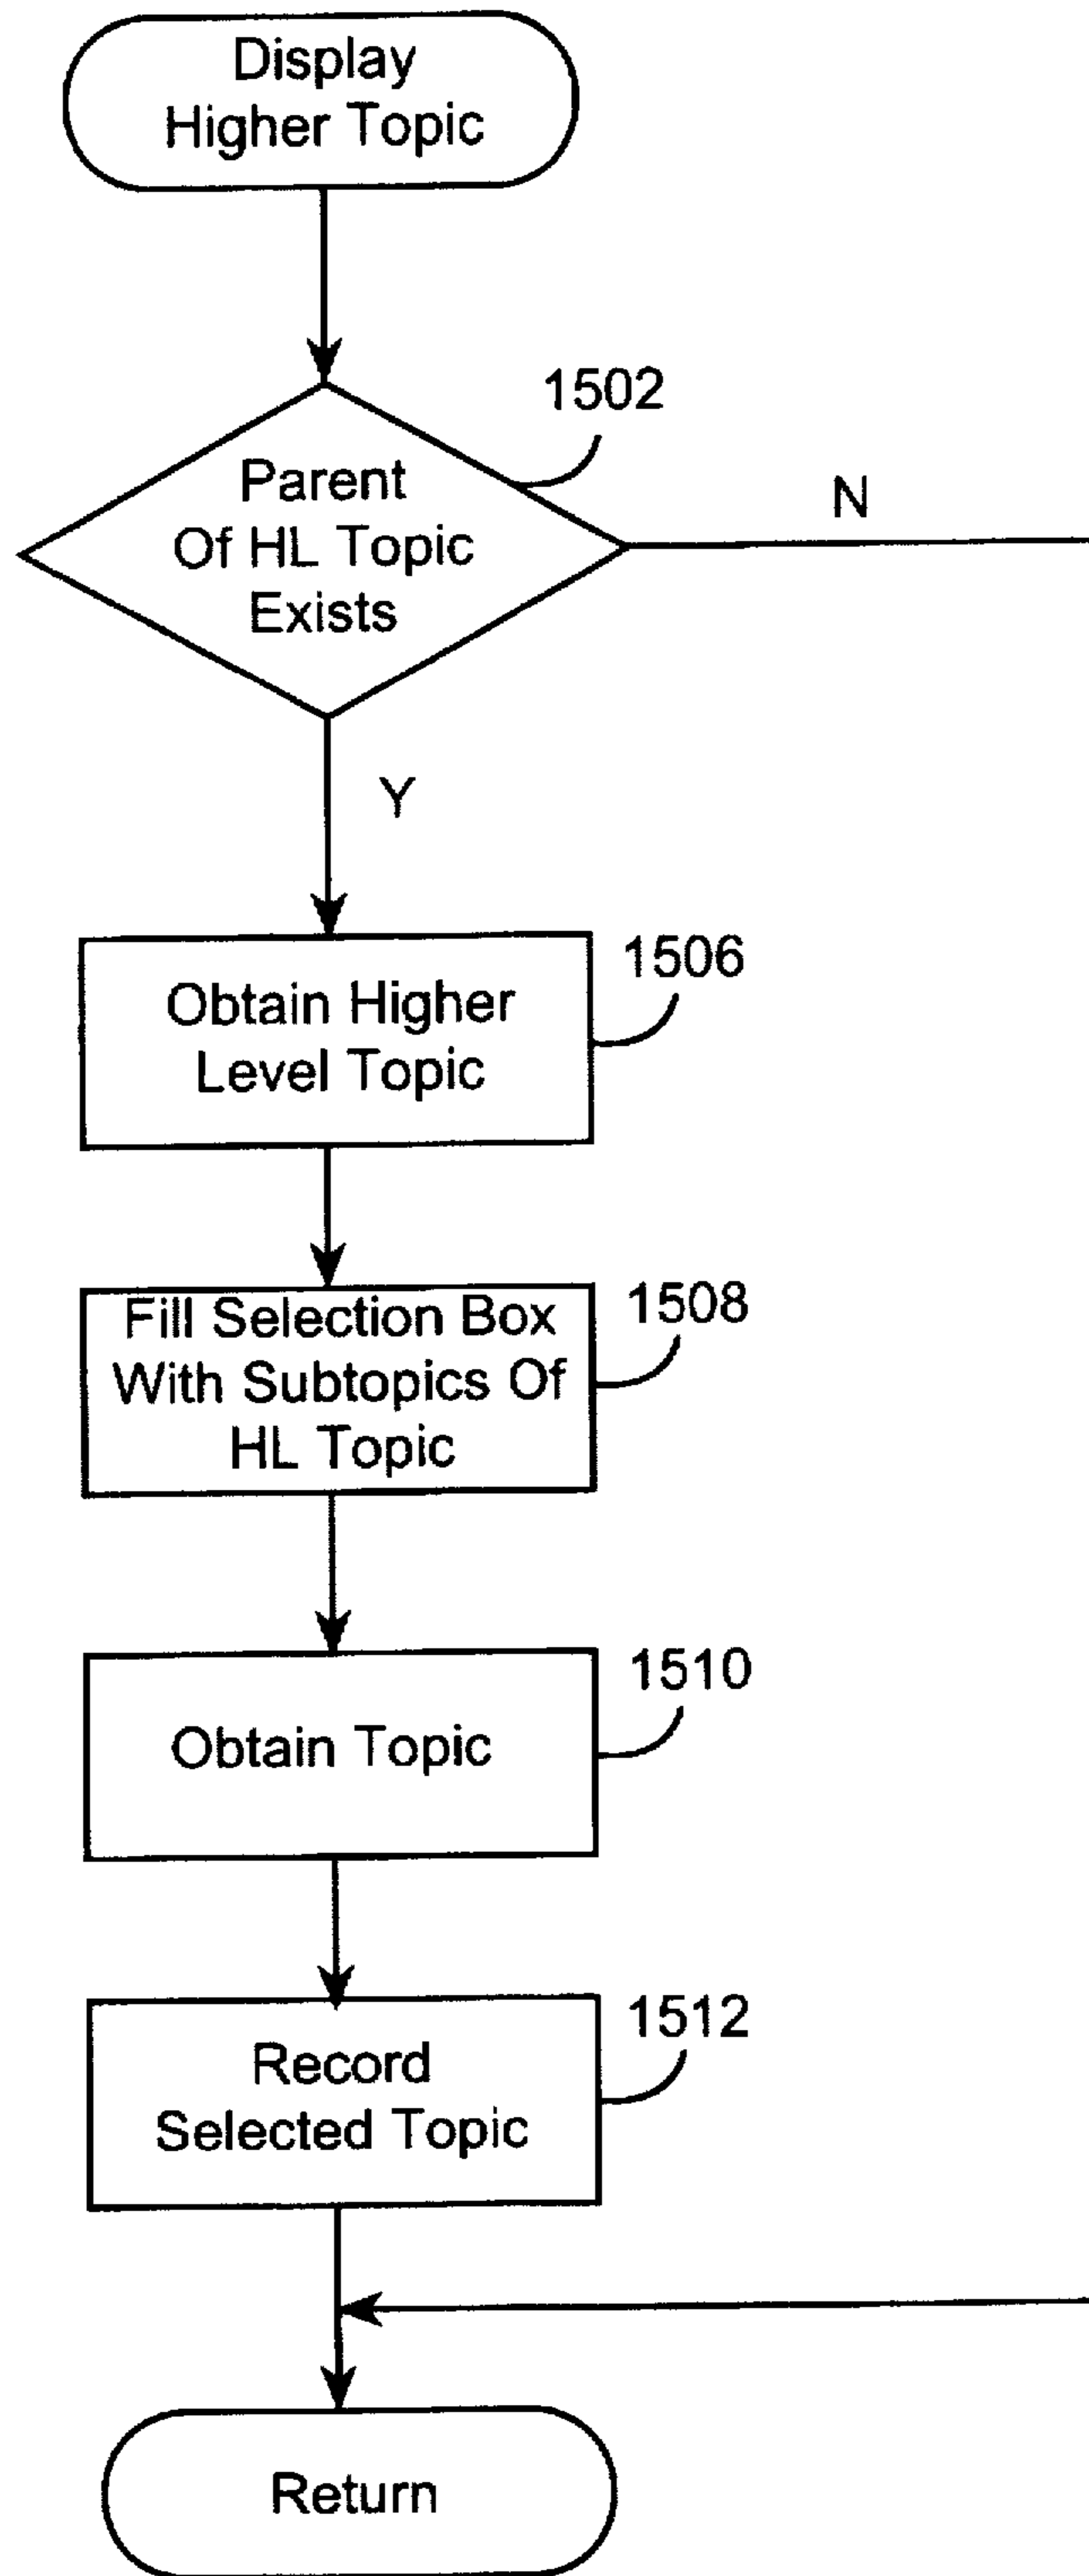 Display
Higher Topic
1502
Parent
Of HL Topic
Exists
N
Y
1506
Obtain Higher
Level Topic
1508
Fill Selection Box
With Subtopics Of
HL Topic
1510
Obtain Topic
1512
Record
Selected Topic
Return